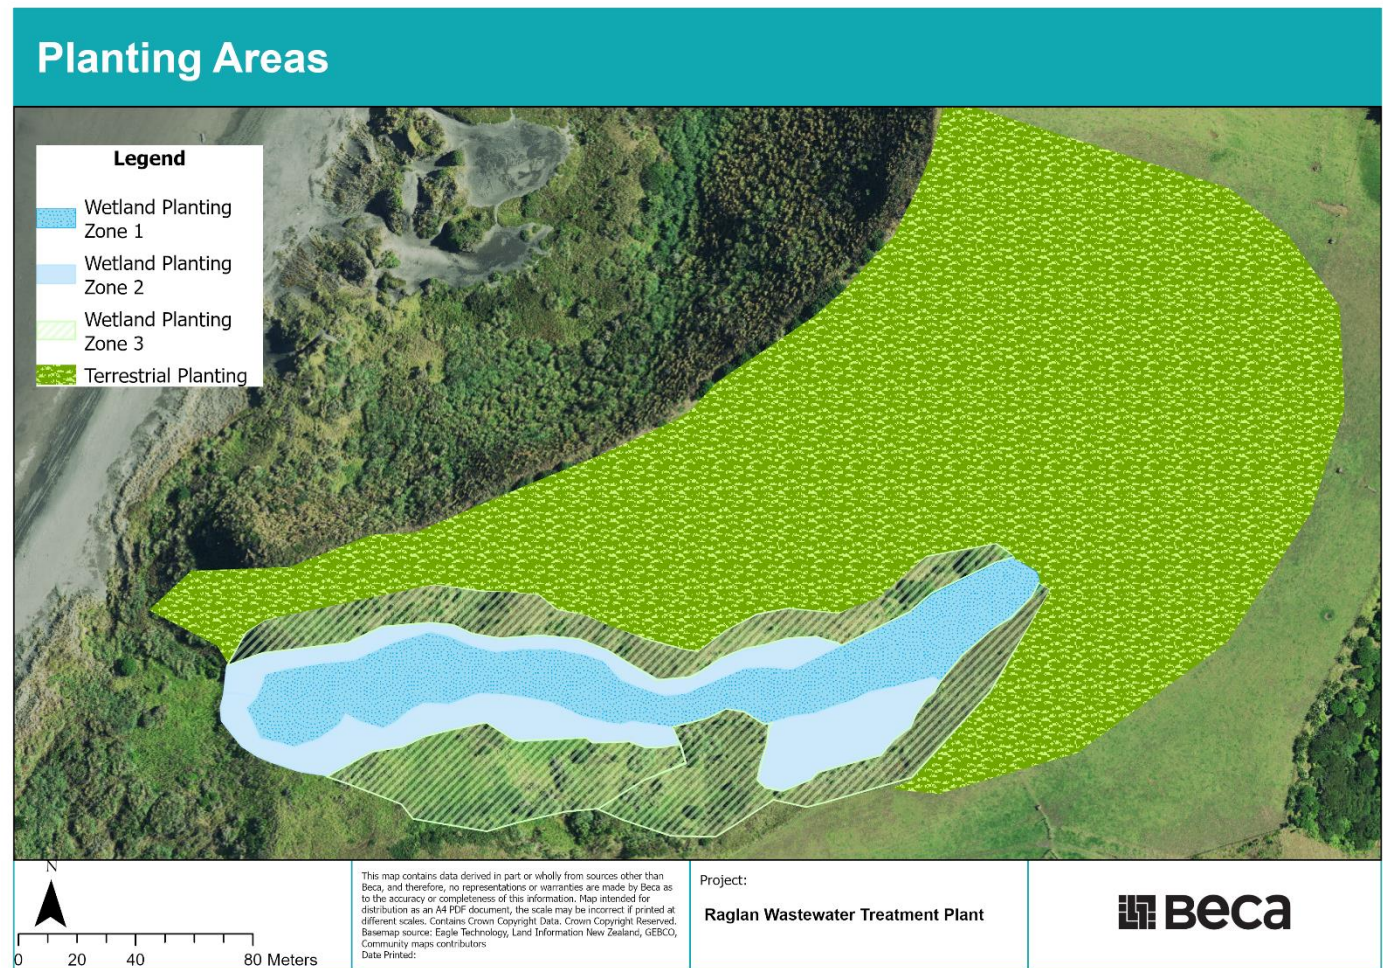 Planting Areas
Legend
Wetland Planting
Zone 1
Wetland Planting
Zone 2
Wetland Planting
Zone 3
Terrestrial Planting
N
0 20 40 80 Meters
This map contains data derived in part or wholly from sources other than
Beca, and therefore, no representations or warranties are made by Beca as
to the accuracy or completeness of this information. Map intended for
distribution as an A4 PDF document, the scale may be incorrect if printed at
different scales. Contains Crown Copyright Data. Crown Copyright Reserved.
Basemap source: Eagle Technology, Land Information New Zealand, GEBCO,
Community maps contributors
Date Printed:
Project:
Raglan Wastewater Treatment Plant
Beca